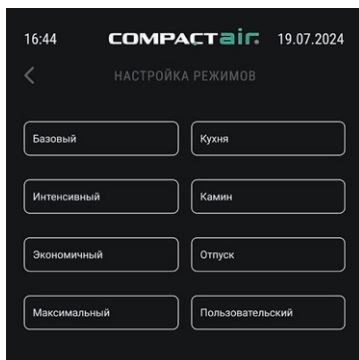 16:44 COMPACTair. 19.07.2024
НАСТРОЙКА РЕЖИМОВ
Базовый Кухня
Интенсивный Камин
Экономичный Отпуск
Максимальный Пользовательский